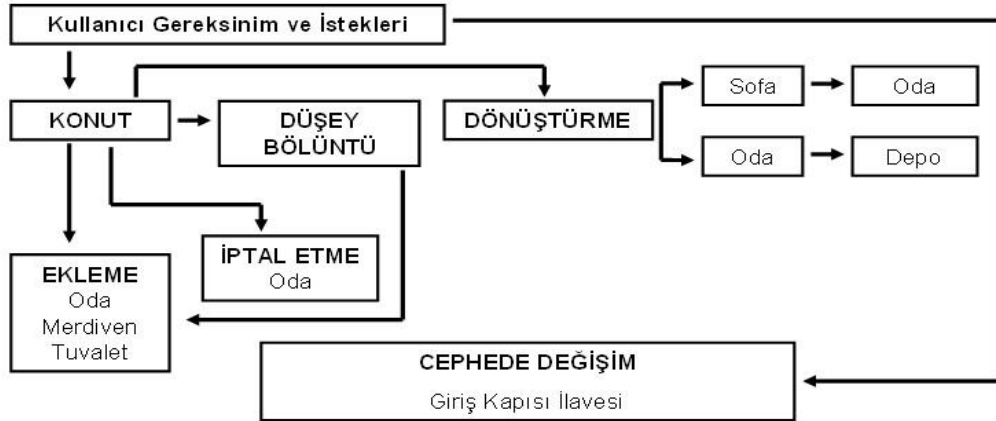 Kullanıcı Gereksinim ve İstekleri
KONUT
DÜŞEY
BÖLÜNTÜ
DÖNÜŞTÜRME
Sofa
Oda
Oda
Depo
EKLEME
Oda
Merdiven
Tuvalet
İPTAL ETME
Oda
CEPHEDE DEĞİŞİM
Giriş Kapısı İlavesi